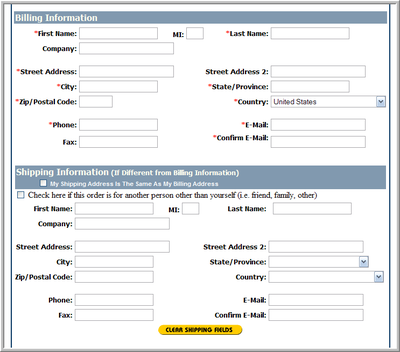 Billing Information
*First Name: MI: *Last Name:
Company:
*Street Address: Street Address 2:
*City: *State/Province:
*Zip/Postal Code: *Country: United States
*Phone: *E-Mail:
Fax: *Confirm E-Mail:
Shipping Information (If Different from Billing Information)
My Shipping Address Is The Same As My Billing Address
Check here if this order is for another person other than yourself (i.e. friend, family, other)
First Name: MI: Last Name:
Company:
Street Address: Street Address 2:
City: State/Province:
Zip/Postal Code: Country:
Phone: E-Mail:
Fax: Confirm E-Mail:
CLEAR SHIPPING FIELDS